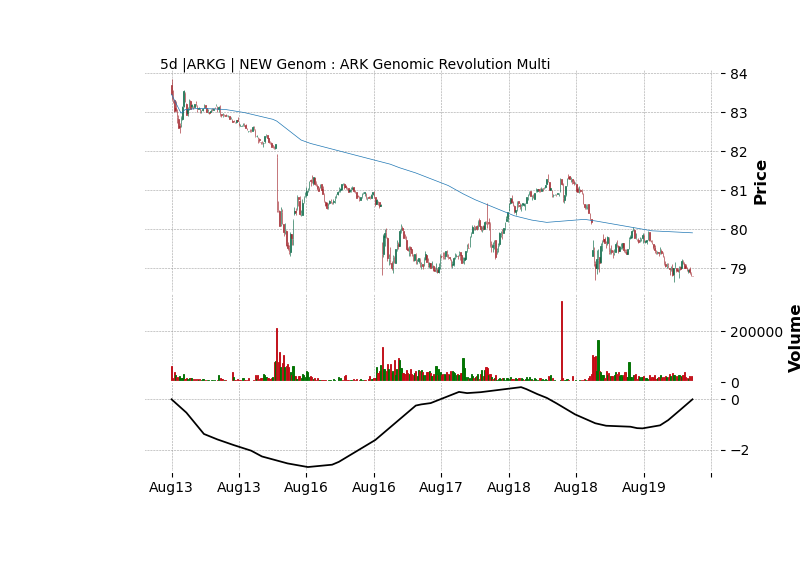 5d |ARKG | NEW Genom : ARK Genomic Revolution Multi
84
83
82
81
80
79
Price
200000
0
Volume
0
−2
Aug13 Aug13 Aug16 Aug16 Aug17 Aug18 Aug18 Aug19